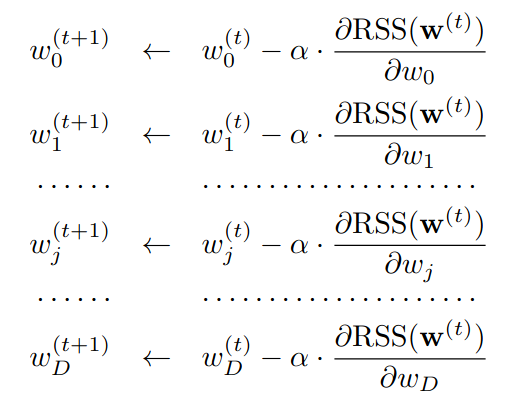 w_0^{(t+1)} ← w_0^{(t)} − α · ∂RSS(𝐰^{(t)}) / ∂w_0
w_1^{(t+1)} ← w_1^{(t)} − α · ∂RSS(𝐰^{(t)}) / ∂w_1
...... .....................
w_j^{(t+1)} ← w_j^{(t)} − α · ∂RSS(𝐰^{(t)}) / ∂w_j
...... .....................
w_D^{(t+1)} ← w_D^{(t)} − α · ∂RSS(𝐰^{(t)}) / ∂w_D